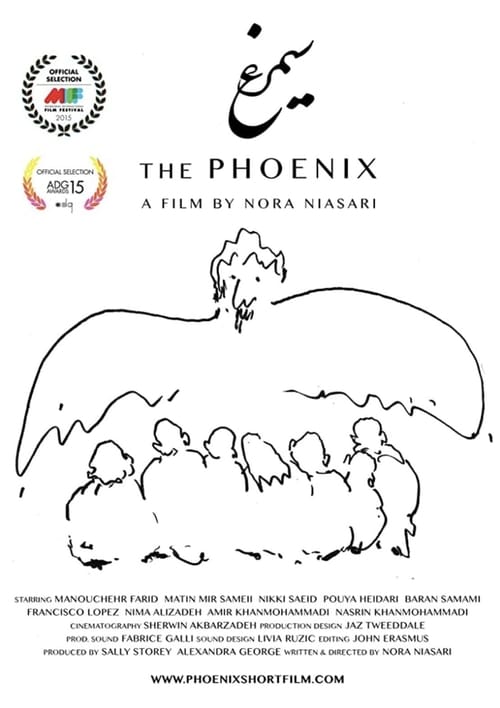 سیمرغ
OFFICIAL
SELECTION
MIFF
FILM FESTIVAL
2015
OFFICIAL SELECTION
ADG15
AWARDS
THE PHOENIX
A FILM BY NORA NIASARI
STARRING MANOUCHEHR FARID MATIN MIR SAMEII NIKKI SAEID POUYA HEIDARI BARAN SAMAMI
FRANCISCO LOPEZ NIMA ALIZADEH AMIR KHANMOHAMMADI NASRIN KHANMOHAMMADI
CINEMATOGRAPHY SHERWIN AKBARZADEH PRODUCTION DESIGN JAZ TWEEDDALE
PROD. SOUND FABRICE GALLI SOUND DESIGN LIVIA RUZIC EDITING JOHN ERASMUS
PRODUCED BY SALLY STOREY ALEXANDRA GEORGE WRITTEN & DIRECTED BY NORA NIASARI
WWW.PHOENIXSHORTFILM.COM